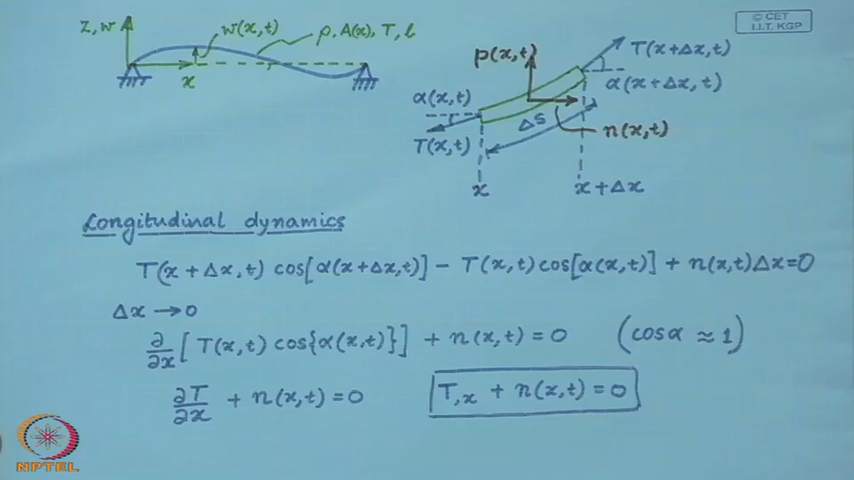 © CET
I.I.T. KGP
z, w
w(x,t)
ρ, A(x), T, l
x
p(x,t)
T(x+Δx,t)
α(x+Δx,t)
α(x,t)
T(x,t)
Δs
n(x,t)
x
x+Δx
Longitudinal dynamics
T(x+Δx,t) cos[α(x+Δx,t)] − T(x,t)cos[α(x,t)] + n(x,t)Δx=0
Δx → 0
∂/∂x [T(x,t) cos{α(x,t)}] + n(x,t) = 0 (cosα ≈ 1)
∂T/∂x + n(x,t) = 0 T,x + n(x,t) = 0
NPTEL